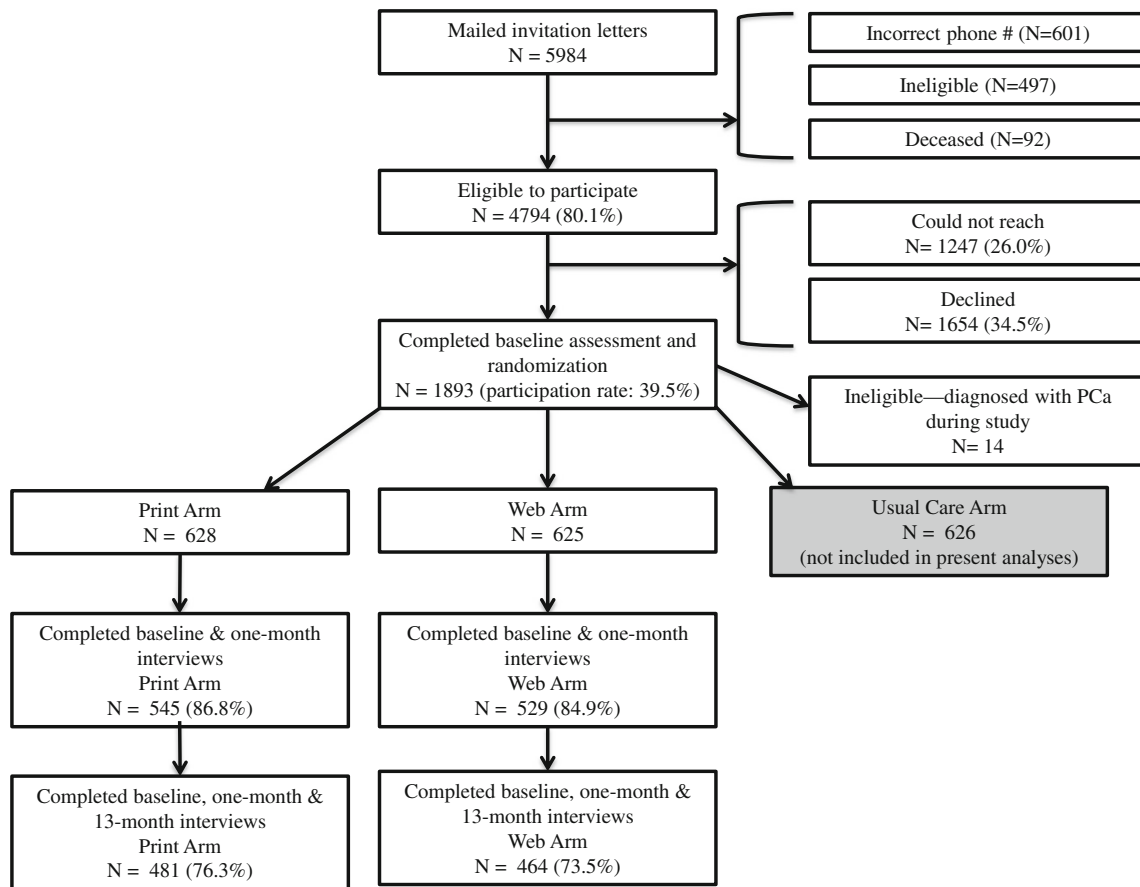 Mailed invitation letters
N = 5984
Incorrect phone # (N=601)
Ineligible (N=497)
Deceased (N=92)
Eligible to participate
N = 4794 (80.1%)
Could not reach
N= 1247 (26.0%)
Declined
N= 1654 (34.5%)
Completed baseline assessment and
randomization
N = 1893 (participation rate: 39.5%)
Ineligible—diagnosed with PCa
during study
N= 14
Print Arm
N = 628
Web Arm
N = 625
Usual Care Arm
N = 626
(not included in present analyses)
Completed baseline & one-month
interviews
Print Arm
N = 545 (86.8%)
Completed baseline & one-month
interviews
Web Arm
N = 529 (84.9%)
Completed baseline, one-month &
13-month interviews
Print Arm
N = 481 (76.3%)
Completed baseline, one-month &
13-month interviews
Web Arm
N = 464 (73.5%)